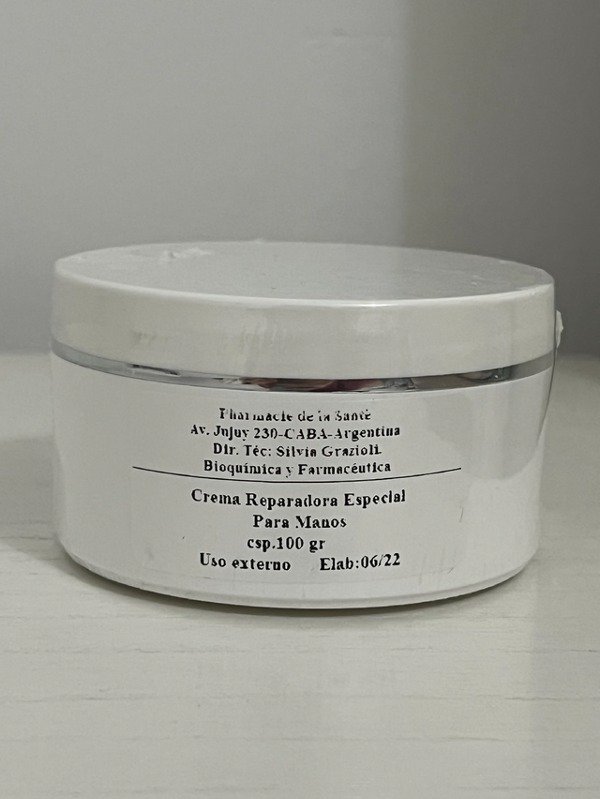 Pharmacie de la Santé
Av. Jujuy 230-CABA-Argentina
Dir. Téc: Silvia Grazioli
Bioquímica y Farmacéutica
Crema Reparadora Especial
Para Manos
csp.100 gr
Uso externo Elab:06/22